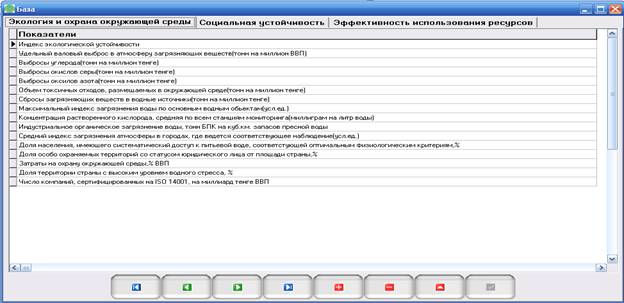 База
Экология и охрана окружающей среды Социальная устойчивость Эффективность использования ресурсов
Показатели
Индекс экологической устойчивости
Удельный валовый выброс в атмосферу загрязняющих веществ(тонн на миллион ВВП)
Выбросы углерода(тонн на миллион тенге)
Выбросы окислов серы(тонн на миллион тенге)
Выбросы оксилов азота(тонн на миллион тенге)
Объем токсичных отходов, размещаемых в окружающей среде(тонн на миллион тенге)
Сбросы загрязняющих веществ в водные источники(тонн на миллион тенге)
Максимальный индекс загрязнения воды по основным водным обьектам(усл.ед.)
Концентрация растворенного кислорода, средняя по всем станциям мониторинга(миллиграм на литр воды)
Индустриальное органическое загрязнение воды, тонн БПК на куб.км. запасов пресной воды
Средний индекс загрязнения атмосферы в городах, где ведется соответствующее наблюдение(усл.ед.)
Доля населения, имеющего систематический доступ к питьевой воде, соответстующей оптимальным физиологическим критериям,%
Доля особо охраняемых территорий со статусом юридического лица от площади страны,%
Затраты на охрану окружающей среды,% ВВП
Доля территории страны с высоким уровнем водного стресса, %
Число компаний, сертифицированных на ISO 14001, на миллиард тенге ВВП